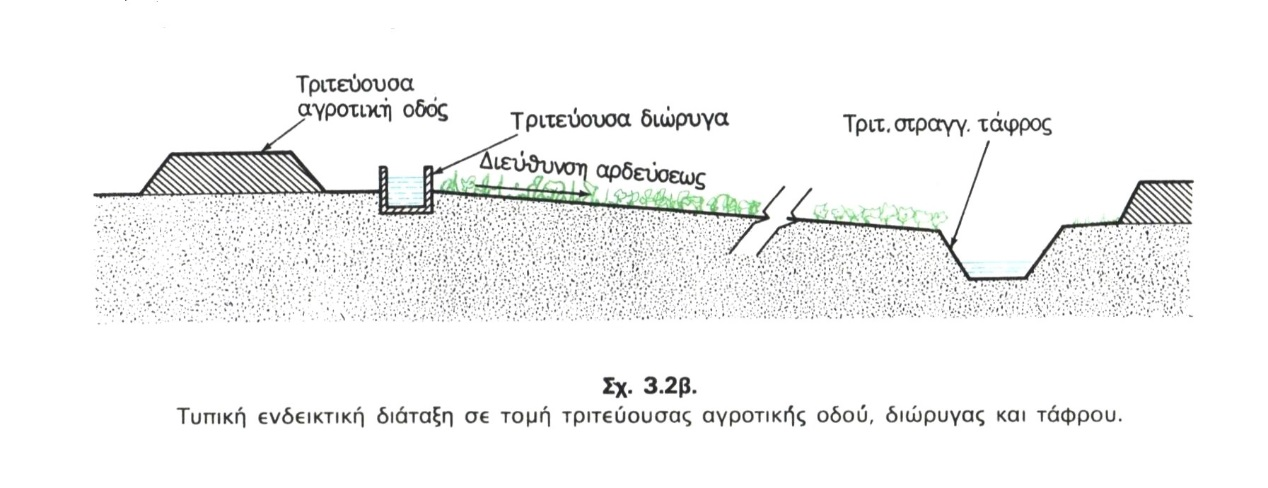 Τριτεύουσα
αγροτική οδός
Τριτεύουσα διώρυγα
Τριτ. στραγγ. τάφρος
Διεύθυνση αρδεύσεως
Σχ. 3.2β.
Τυπική ενδεικτική διάταξη σε τομή τριτεύουσας αγροτικής οδού, διώρυγας και τάφρου.